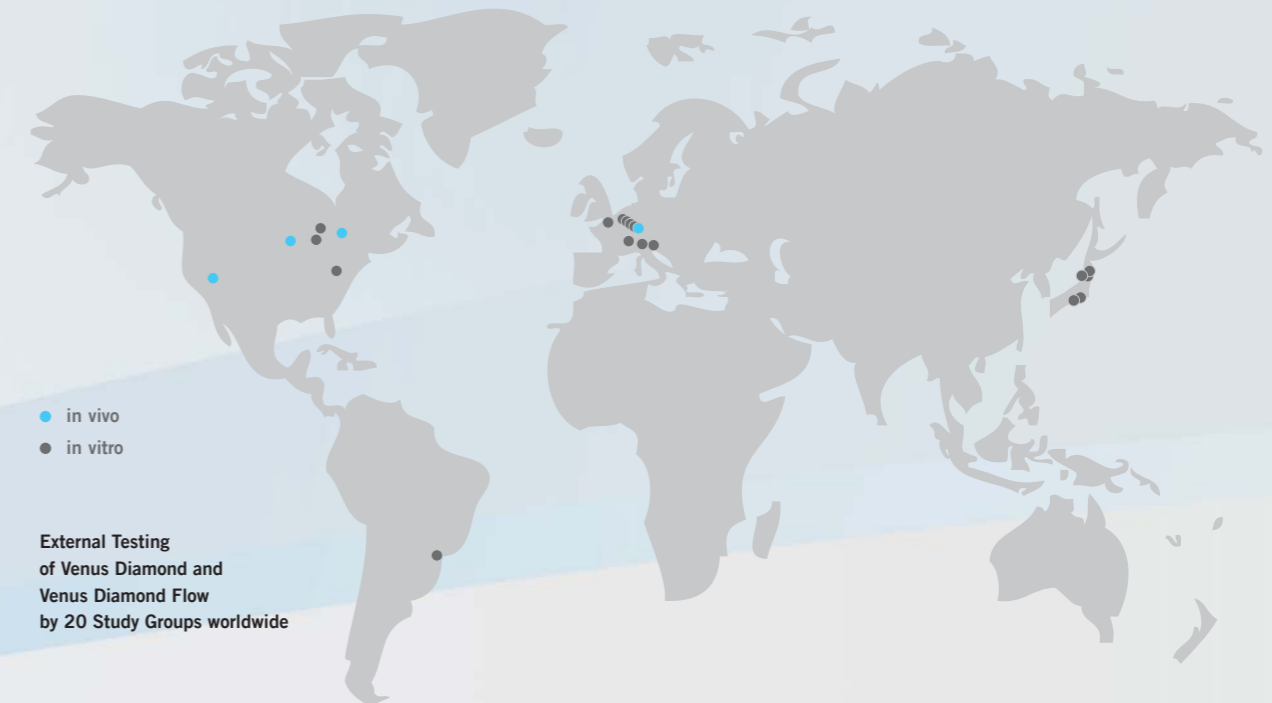 in vivo
in vitro
External Testing
of Venus Diamond and
Venus Diamond Flow
by 20 Study Groups worldwide